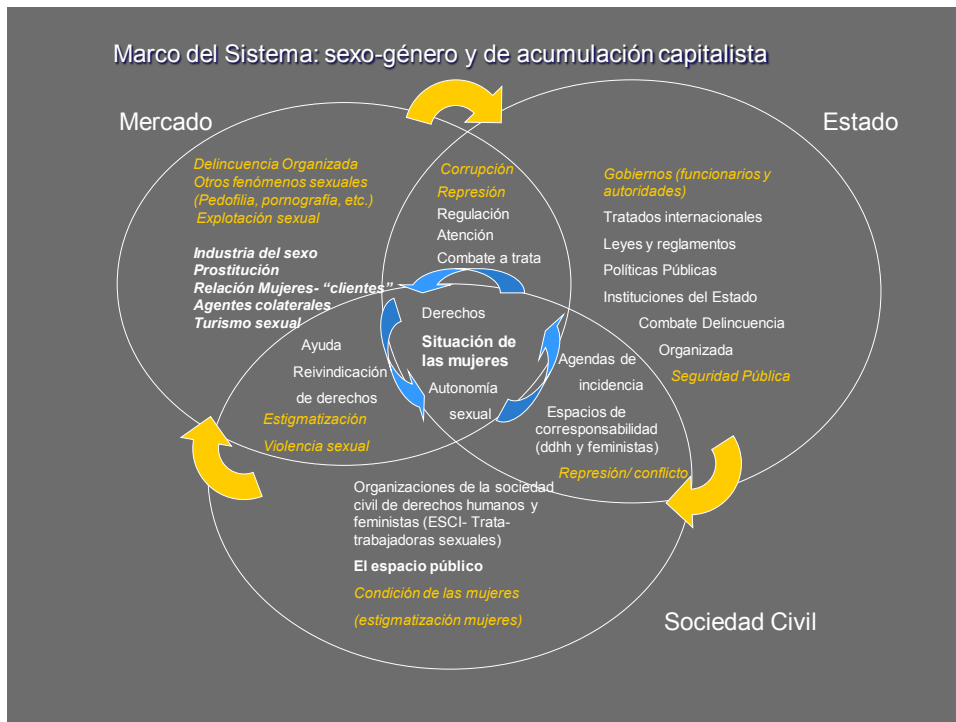 Marco del Sistema: sexo-género y de acumulación capitalista
Mercado
Estado
Delincuencia Organizada
Otros fenómenos sexuales
(Pedofilia, pornografía, etc.)
Explotación sexual
Industria del sexo
Prostitución
Relación Mujeres- “clientes”
Agentes colaterales
Turismo sexual
Corrupción
Represión
Regulación
Atención
Combate a trata
Gobiernos (funcionarios y
autoridades)
Tratados internacionales
Leyes y reglamentos
Políticas Públicas
Instituciones del Estado
Combate Delincuencia
Organizada
Seguridad Pública
Derechos
Situación de
las mujeres
Autonomía
sexual
Ayuda
Reivindicación
de derechos
Estigmatización
Violencia sexual
Agendas de
incidencia
Espacios de
corresponsabilidad
(ddhh y feministas)
Represión/ conflicto
Organizaciones de la sociedad
civil de derechos humanos y
feministas (ESCI- Trata-
trabajadoras sexuales)
El espacio público
Condición de las mujeres
(estigmatización mujeres)
Sociedad Civil